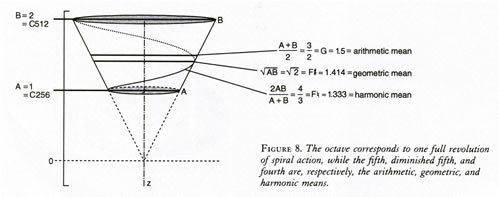 B = 2
= C512
B
A + B / 2 = 3 / 2 = G = 1.5 = arithmetic mean
√AB = √2 = F♯ = 1.414 = geometric mean
2AB / A + B = 4 / 3 = F♮ = 1.333 = harmonic mean
A = 1
= C256
A
0
z
FIGURE 8. The octave corresponds to one full revolution
of spiral action, while the fifth, diminished fifth, and
fourth are, respectively, the arithmetic, geometric, and
harmonic means.